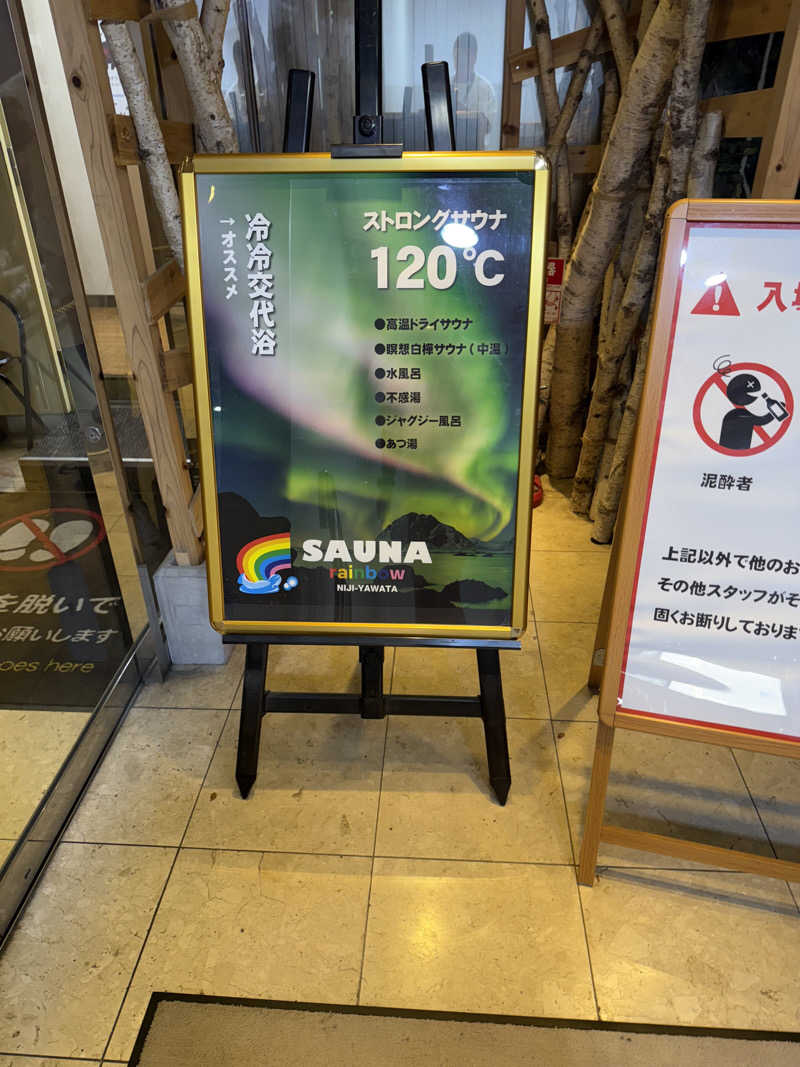 冷冷交代浴
→オススメ
ストロングサウナ
120℃
●高温ドライサウナ
●瞑想白樺サウナ(中温)
●水風呂
●不感湯
●ジャグジー風呂
●あつ湯
SAUNA
rainbow
NIJI-YAWATA
を脱いで
お願いします
oes here
入
泥酔者
上記以外で他のお
その他スタッフがそ
固くお断りしておりま